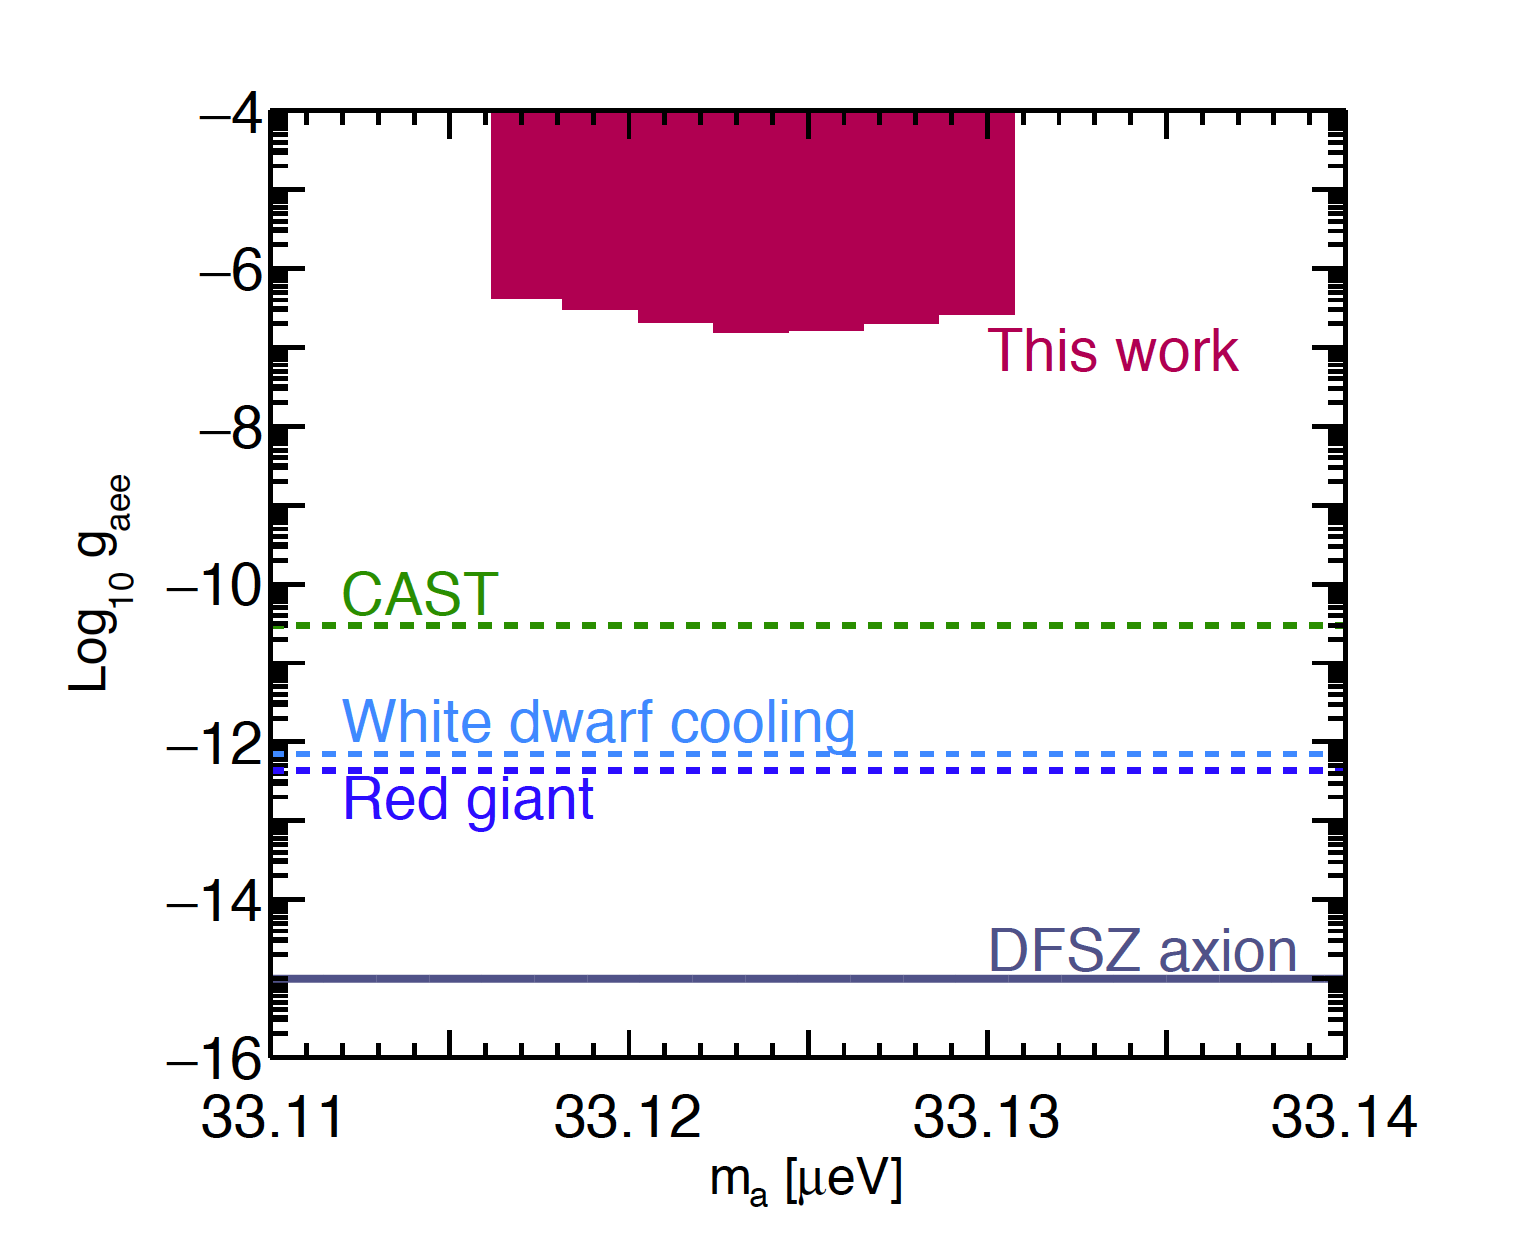 −4
−6
This work
−8
Log10 gaee
−10
CAST
White dwarf cooling
−12
Red giant
−14
DFSZ axion
−16
33.11 33.12 33.13 33.14
ma [μeV]